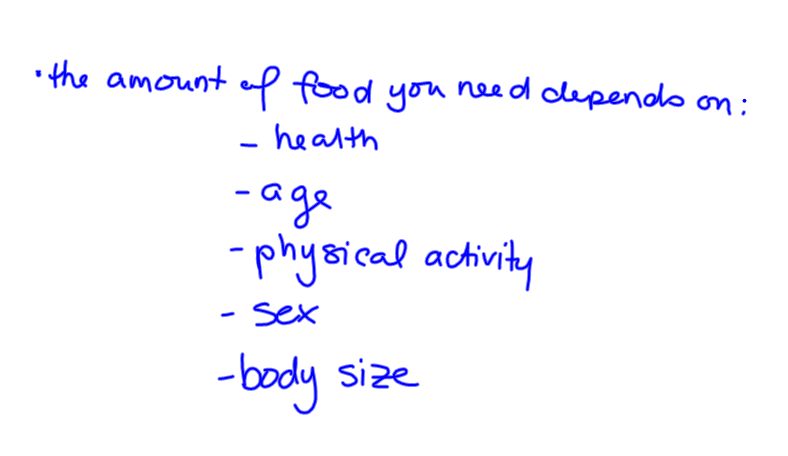 • the amount of food you need depends on:
- health
- age
- physical activity
- sex
- body size